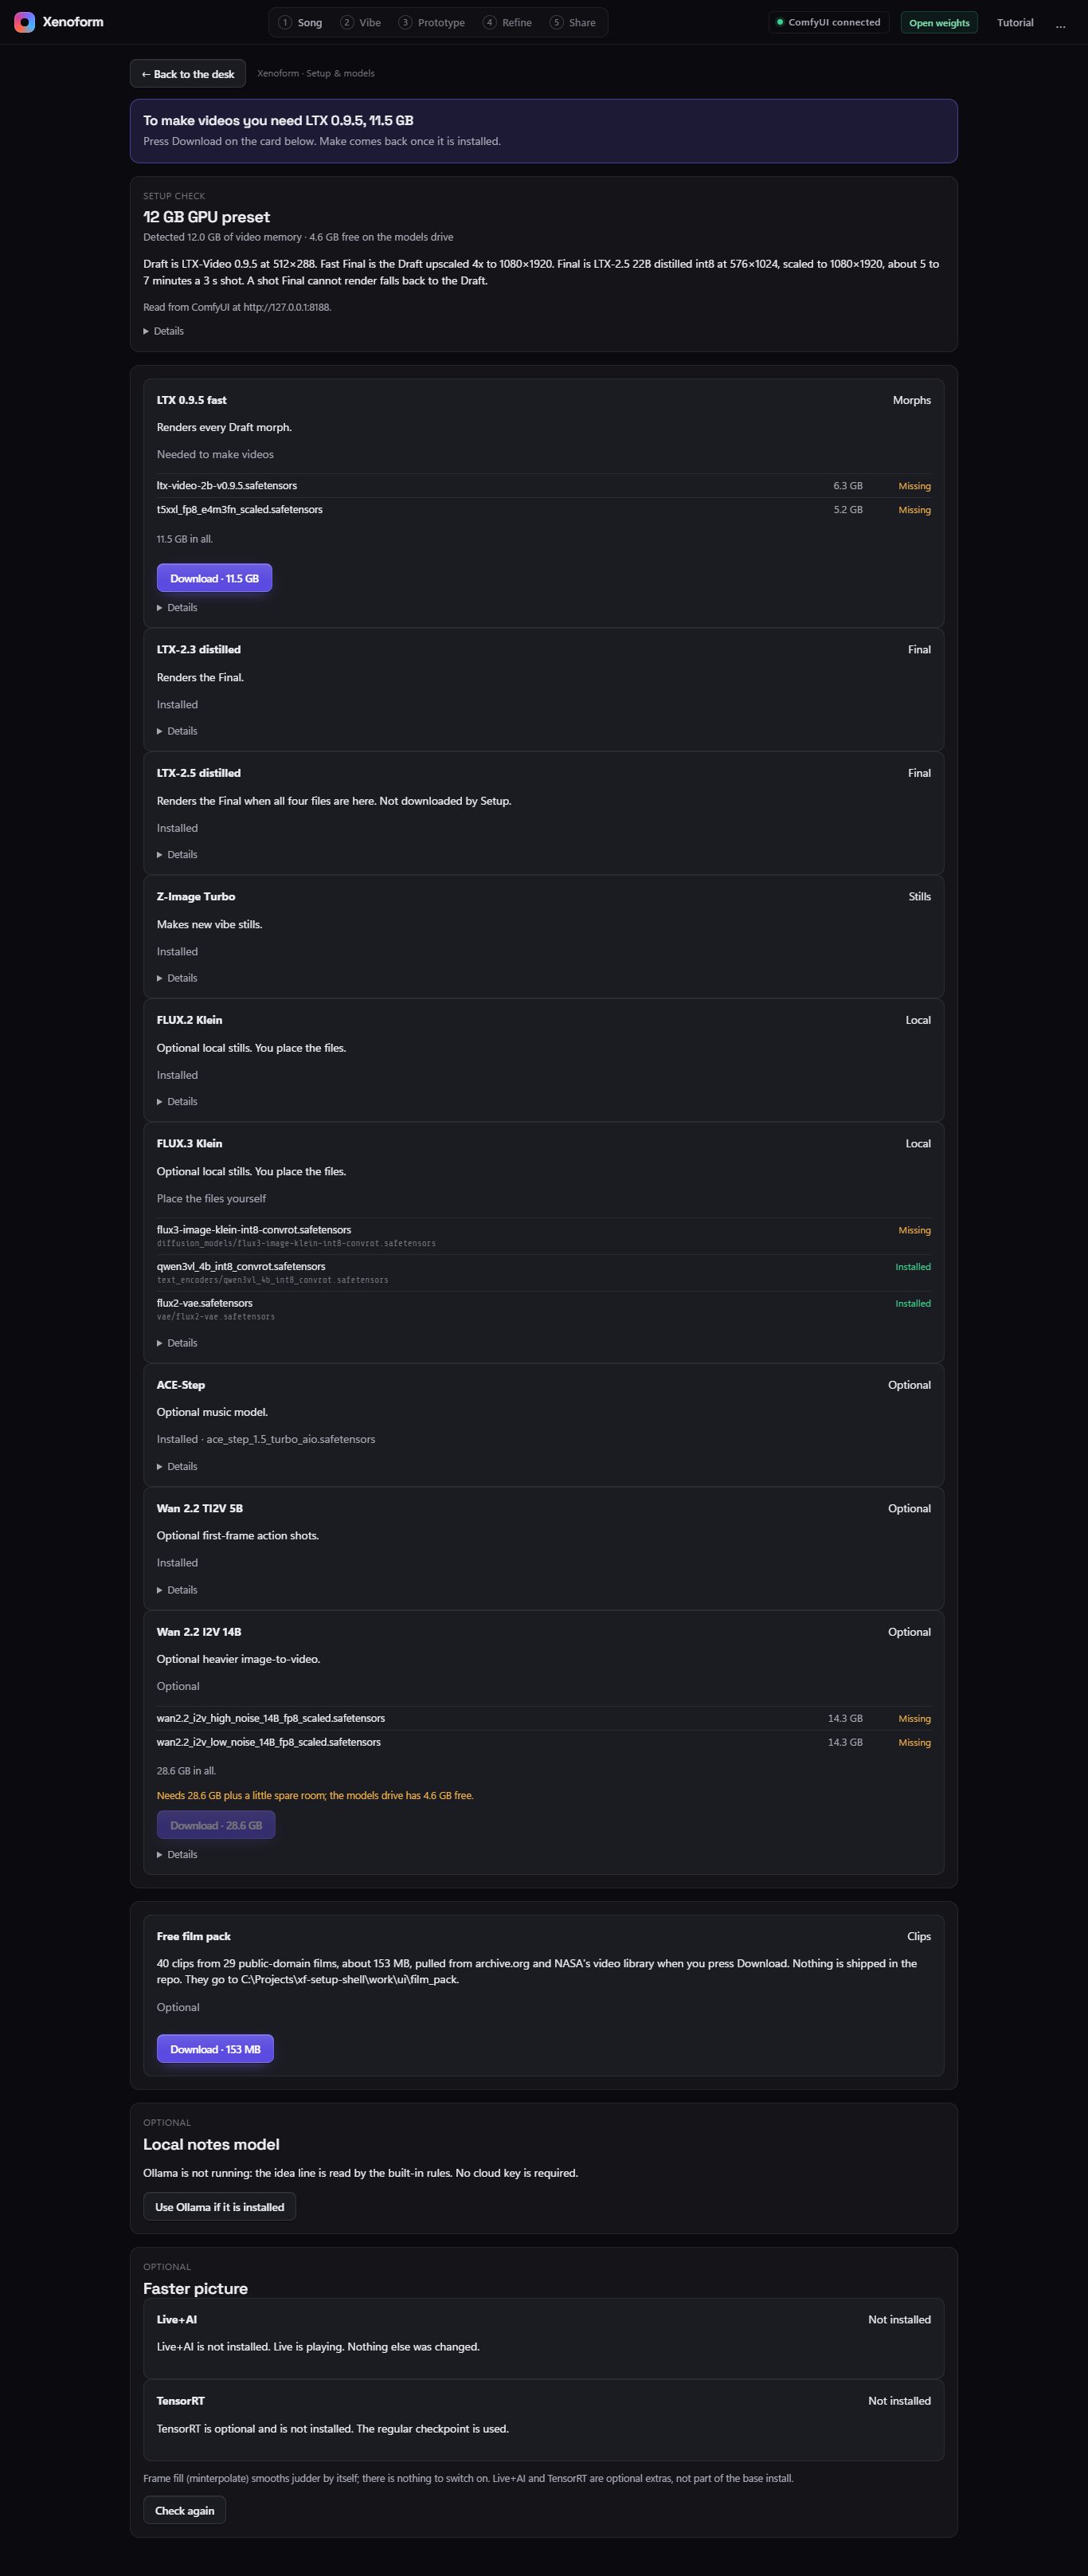 Xenoform
1 Song 2 Vibe 3 Prototype 4 Refine 5 Share
ComfyUI connected
Open weights
Tutorial
...
← Back to the desk
Xenoform · Setup & models
To make videos you need LTX 0.9.5, 11.5 GB
Press Download on the card below. Make comes back once it is installed.
SETUP CHECK
12 GB GPU preset
Detected 12.0 GB of video memory · 4.6 GB free on the models drive
Draft is LTX-Video 0.9.5 at 512×288. Fast Final is the Draft upscaled 4x to 1080×1920. Final is LTX-2.5 22B distilled int8 at 576×1024, scaled to 1080×1920, about 5 to
7 minutes a 3 s shot. A shot Final cannot render falls back to the Draft.
Read from ComfyUI at http://127.0.0.1:8188.
▶ Details
LTX 0.9.5 fast Morphs
Renders every Draft morph.
Needed to make videos
ltx-video-2b-v0.9.5.safetensors 6.3 GB Missing
t5xxl_fp8_e4m3fn_scaled.safetensors 5.2 GB Missing
11.5 GB in all.
Download · 11.5 GB
▶ Details
LTX-2.3 distilled Final
Renders the Final.
Installed
▶ Details
LTX-2.5 distilled Final
Renders the Final when all four files are here. Not downloaded by Setup.
Installed
▶ Details
Z-Image Turbo Stills
Makes new vibe stills.
Installed
▶ Details
FLUX.2 Klein Local
Optional local stills. You place the files.
Installed
▶ Details
FLUX.3 Klein Local
Optional local stills. You place the files.
Place the files yourself
flux3-image-klein-int8-convrot.safetensors Missing
diffusion_models/flux3-image-klein-int8-convrot.safetensors
qwen3vl_4b_int8_convrot.safetensors Installed
text_encoders/qwen3vl_4b_int8_convrot.safetensors
flux2-vae.safetensors Installed
vae/flux2-vae.safetensors
▶ Details
ACE-Step Optional
Optional music model.
Installed · ace_step_1.5_turbo_aio.safetensors
▶ Details
Wan 2.2 TI2V 5B Optional
Optional first-frame action shots.
Installed
▶ Details
Wan 2.2 I2V 14B Optional
Optional heavier image-to-video.
Optional
wan2.2_i2v_high_noise_14B_fp8_scaled.safetensors 14.3 GB Missing
wan2.2_i2v_low_noise_14B_fp8_scaled.safetensors 14.3 GB Missing
28.6 GB in all.
Needs 28.6 GB plus a little spare room; the models drive has 4.6 GB free.
Download · 28.6 GB
▶ Details
Free film pack Clips
40 clips from 29 public-domain films, about 153 MB, pulled from archive.org and NASA's video library when you press Download. Nothing is shipped in the
repo. They go to C:\Projects\xf-setup-shell\work\ui\film_pack.
Optional
Download · 153 MB
OPTIONAL
Local notes model
Ollama is not running: the idea line is read by the built-in rules. No cloud key is required.
Use Ollama if it is installed
OPTIONAL
Faster picture
Live+AI Not installed
Live+AI is not installed. Live is playing. Nothing else was changed.
TensorRT Not installed
TensorRT is optional and is not installed. The regular checkpoint is used.
Frame fill (minterpolate) smooths judder by itself; there is nothing to switch on. Live+AI and TensorRT are optional extras, not part of the base install.
Check again